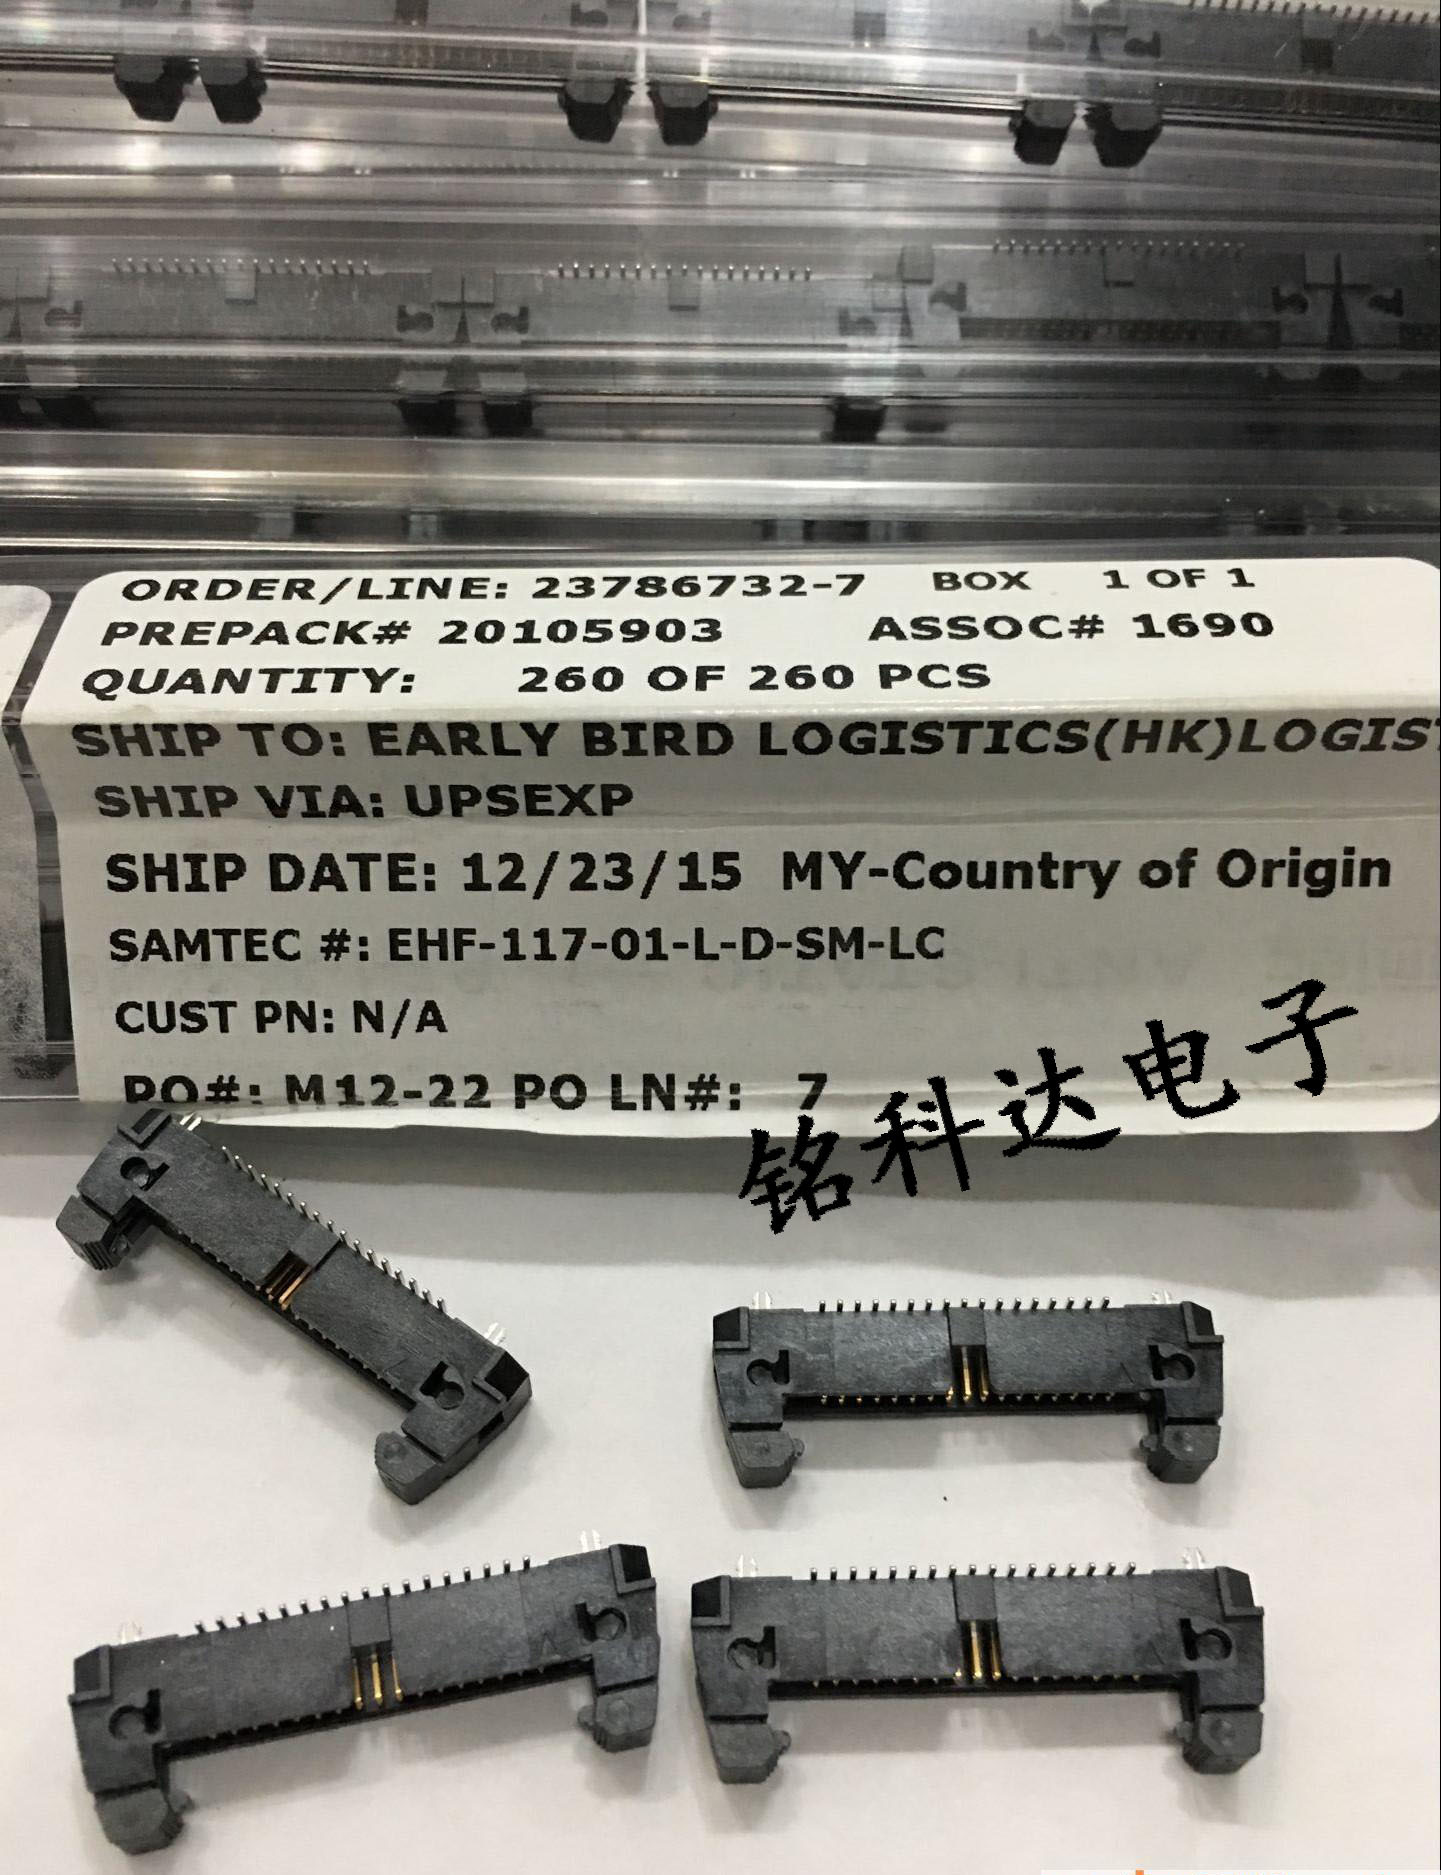 ORDER/LINE: 23786732-7 BOX 1 OF 1
PREPACK# 20105903 ASSOC# 1690
QUANTITY: 260 OF 260 PCS
SHIP TO: EARLY BIRD LOGISTICS(HK)LOGIS
SHIP VIA: UPSEXP
SHIP DATE: 12/23/15 MY-Country of Origin
SAMTEC #: EHF-117-01-L-D-SM-LC
CUST PN: N/A
PO#: M12-22 PO LN#: 7
铭科达电子